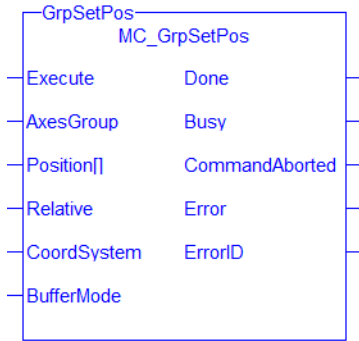 GrpSetPos
MC_GrpSetPos
Execute Done
AxesGroup Busy
Position[] CommandAborted
Relative Error
CoordSystem ErrorID
BufferMode